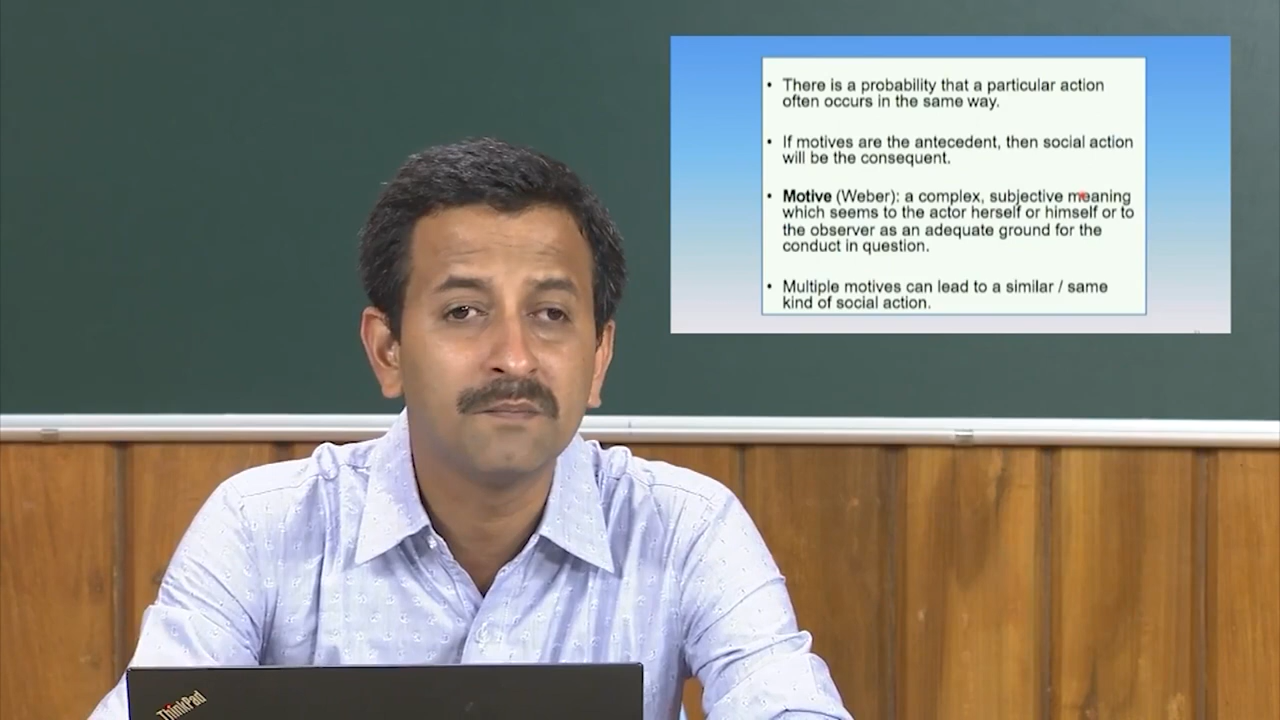 • There is a probability that a particular action
often occurs in the same way.
• If motives are the antecedent, then social action
will be the consequent.
• Motive (Weber): a complex, subjective meaning
which seems to the actor herself or himself or to
the observer as an adequate ground for the
conduct in question.
• Multiple motives can lead to a similar / same
kind of social action.
ThinkPad